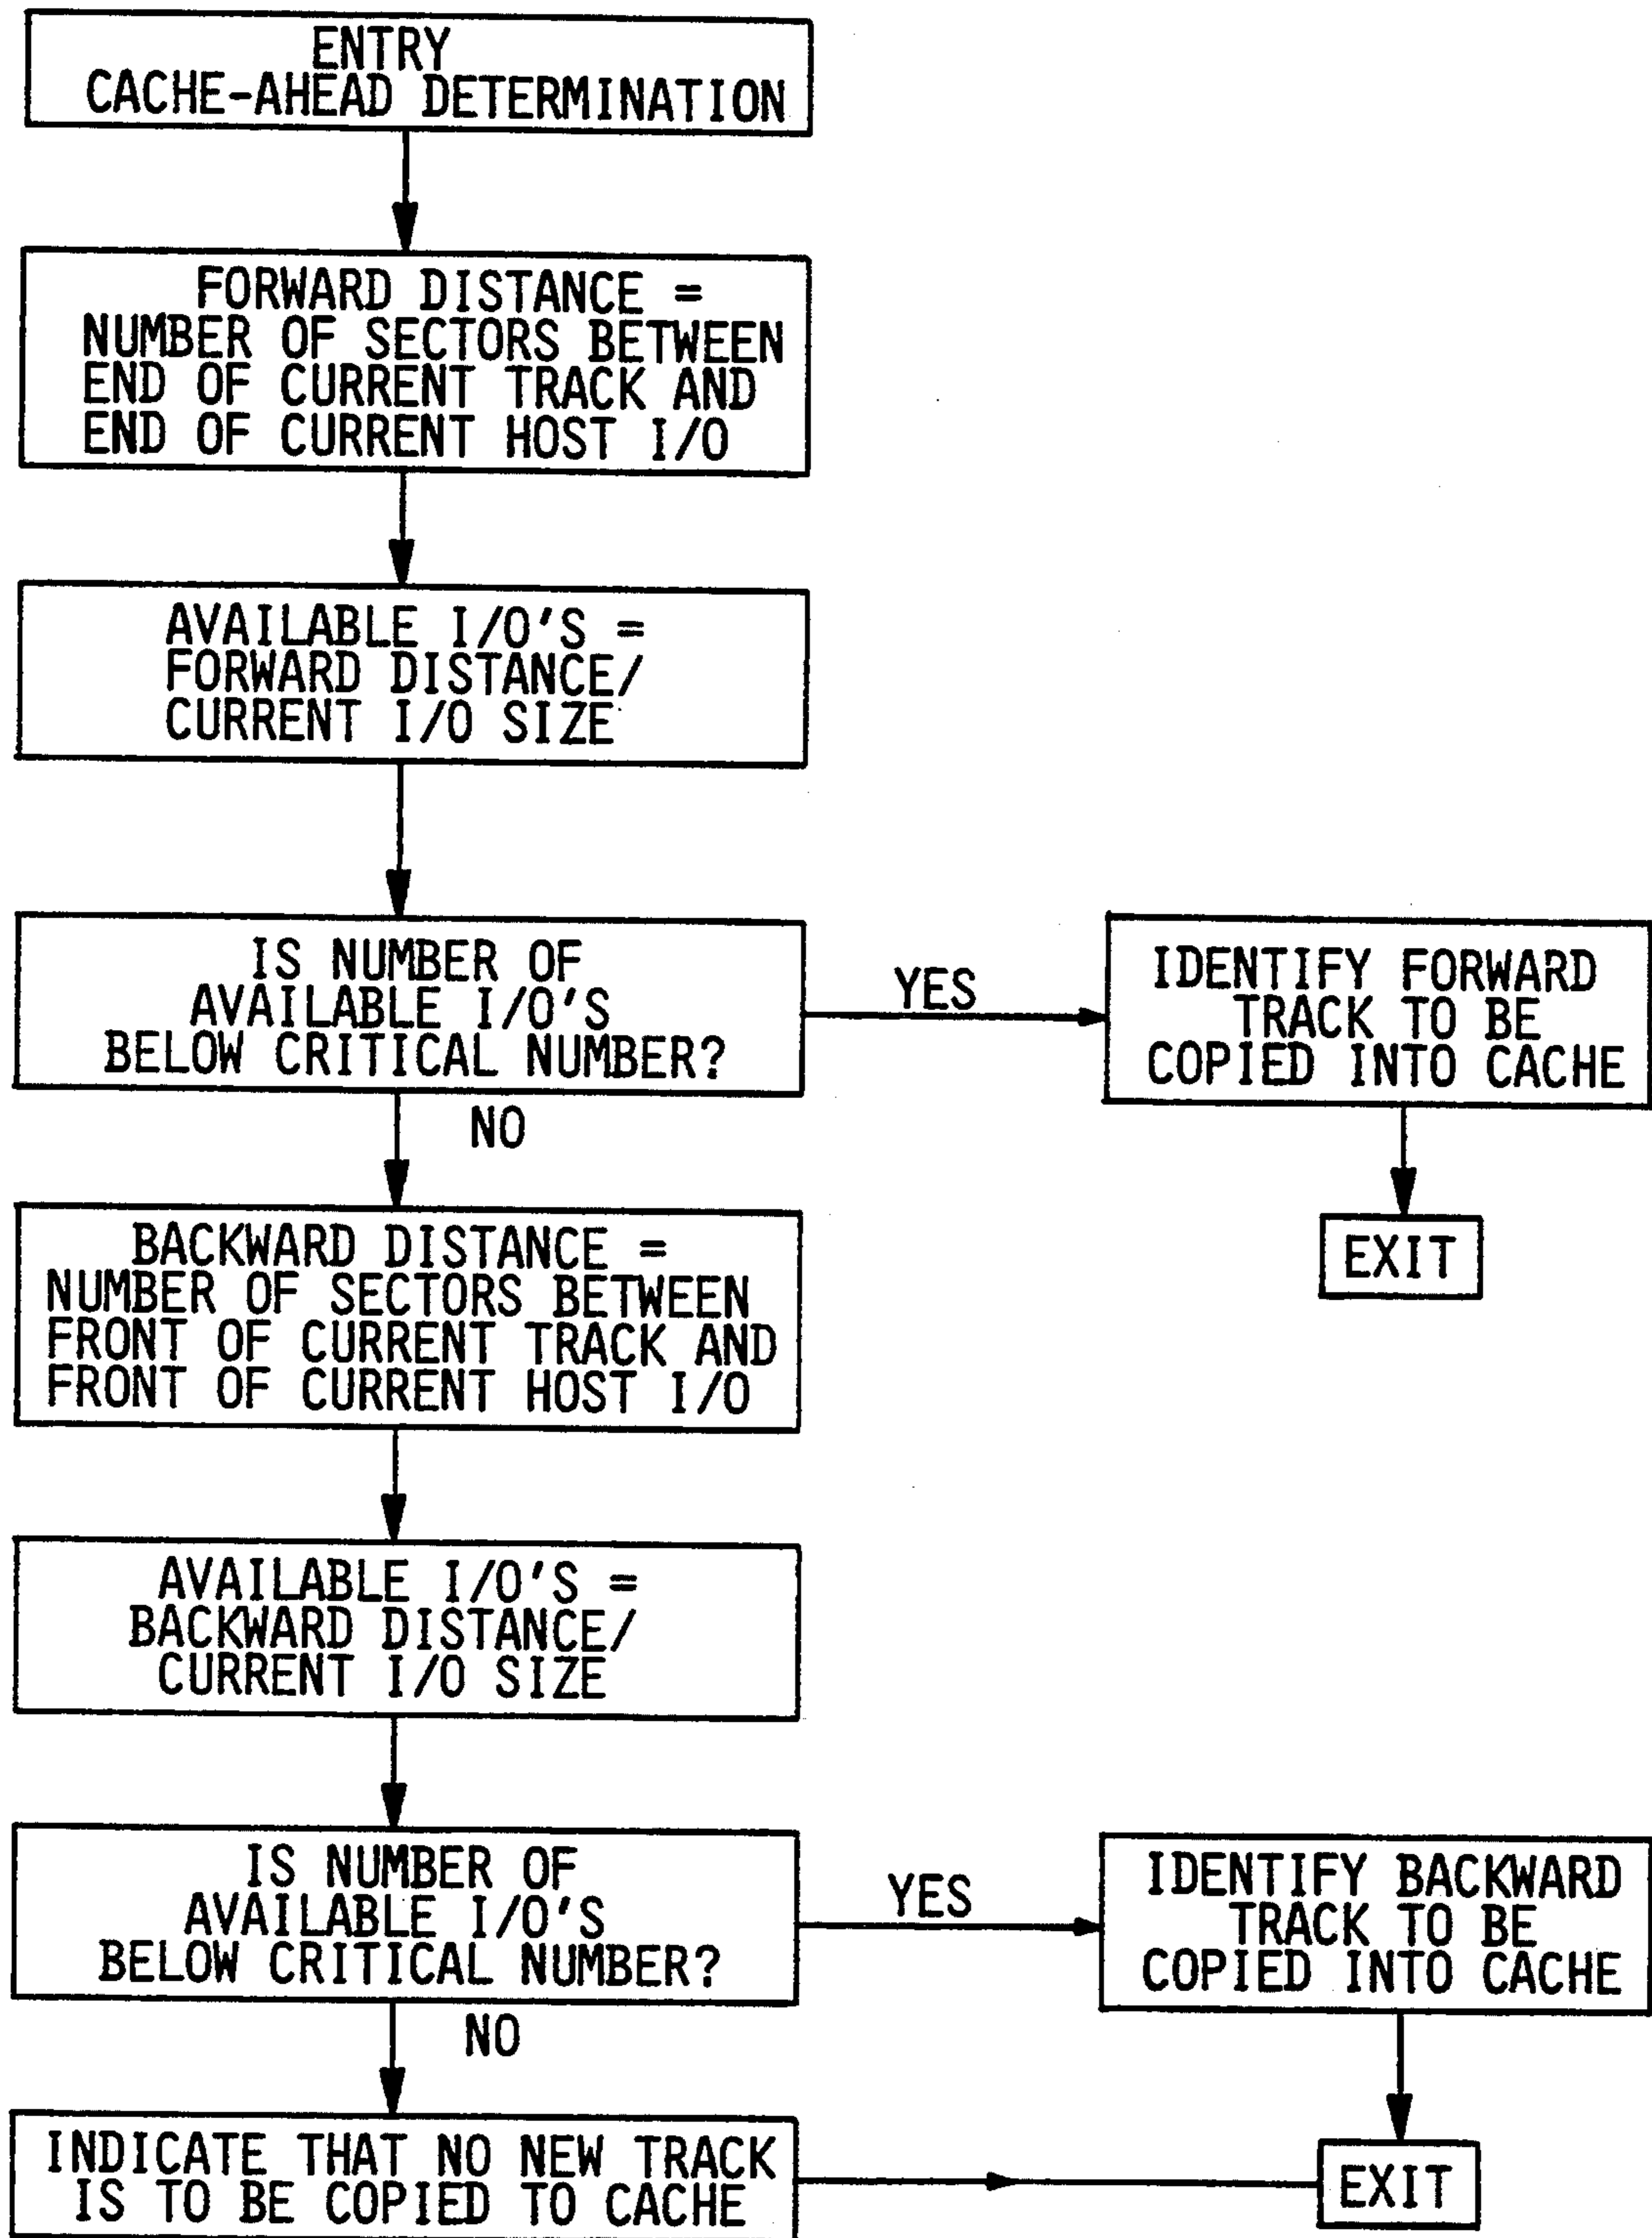 ENTRY
CACHE-AHEAD DETERMINATION
FORWARD DISTANCE =
NUMBER OF SECTORS BETWEEN
END OF CURRENT TRACK AND
END OF CURRENT HOST I/O
AVAILABLE I/O'S =
FORWARD DISTANCE/
CURRENT I/O SIZE
IS NUMBER OF
AVAILABLE I/O'S
BELOW CRITICAL NUMBER?
YES
IDENTIFY FORWARD
TRACK TO BE
COPIED INTO CACHE
NO
EXIT
BACKWARD DISTANCE =
NUMBER OF SECTORS BETWEEN
FRONT OF CURRENT TRACK AND
FRONT OF CURRENT HOST I/O
AVAILABLE I/O'S =
BACKWARD DISTANCE/
CURRENT I/O SIZE
IS NUMBER OF
AVAILABLE I/O'S
BELOW CRITICAL NUMBER?
YES
IDENTIFY BACKWARD
TRACK TO BE
COPIED INTO CACHE
NO
INDICATE THAT NO NEW TRACK
IS TO BE COPIED TO CACHE
EXIT